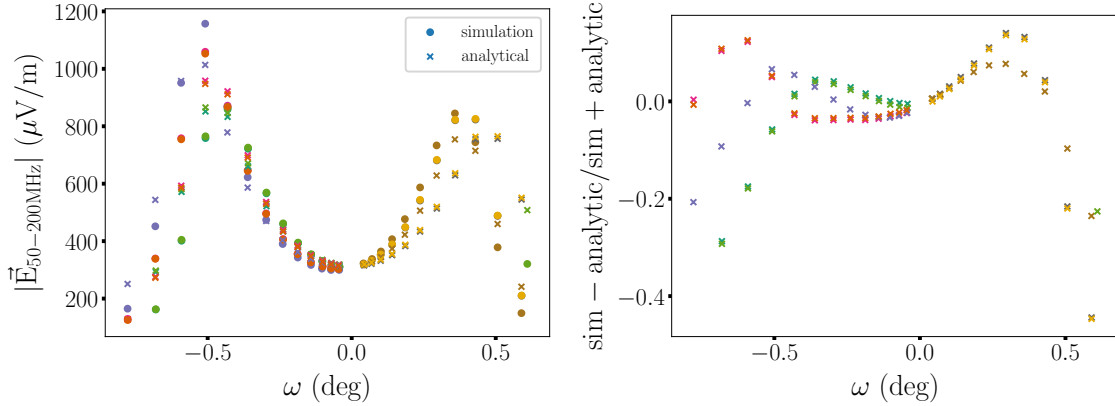 1200
1000
800
600
400
200
−0.5
0.0
0.5
|E⃗50−200MHz| (μV/m)
ω (deg)
simulation
analytical
0.0
−0.2
−0.4
−0.5
0.0
0.5
sim − analytic/sim + analytic
ω (deg)